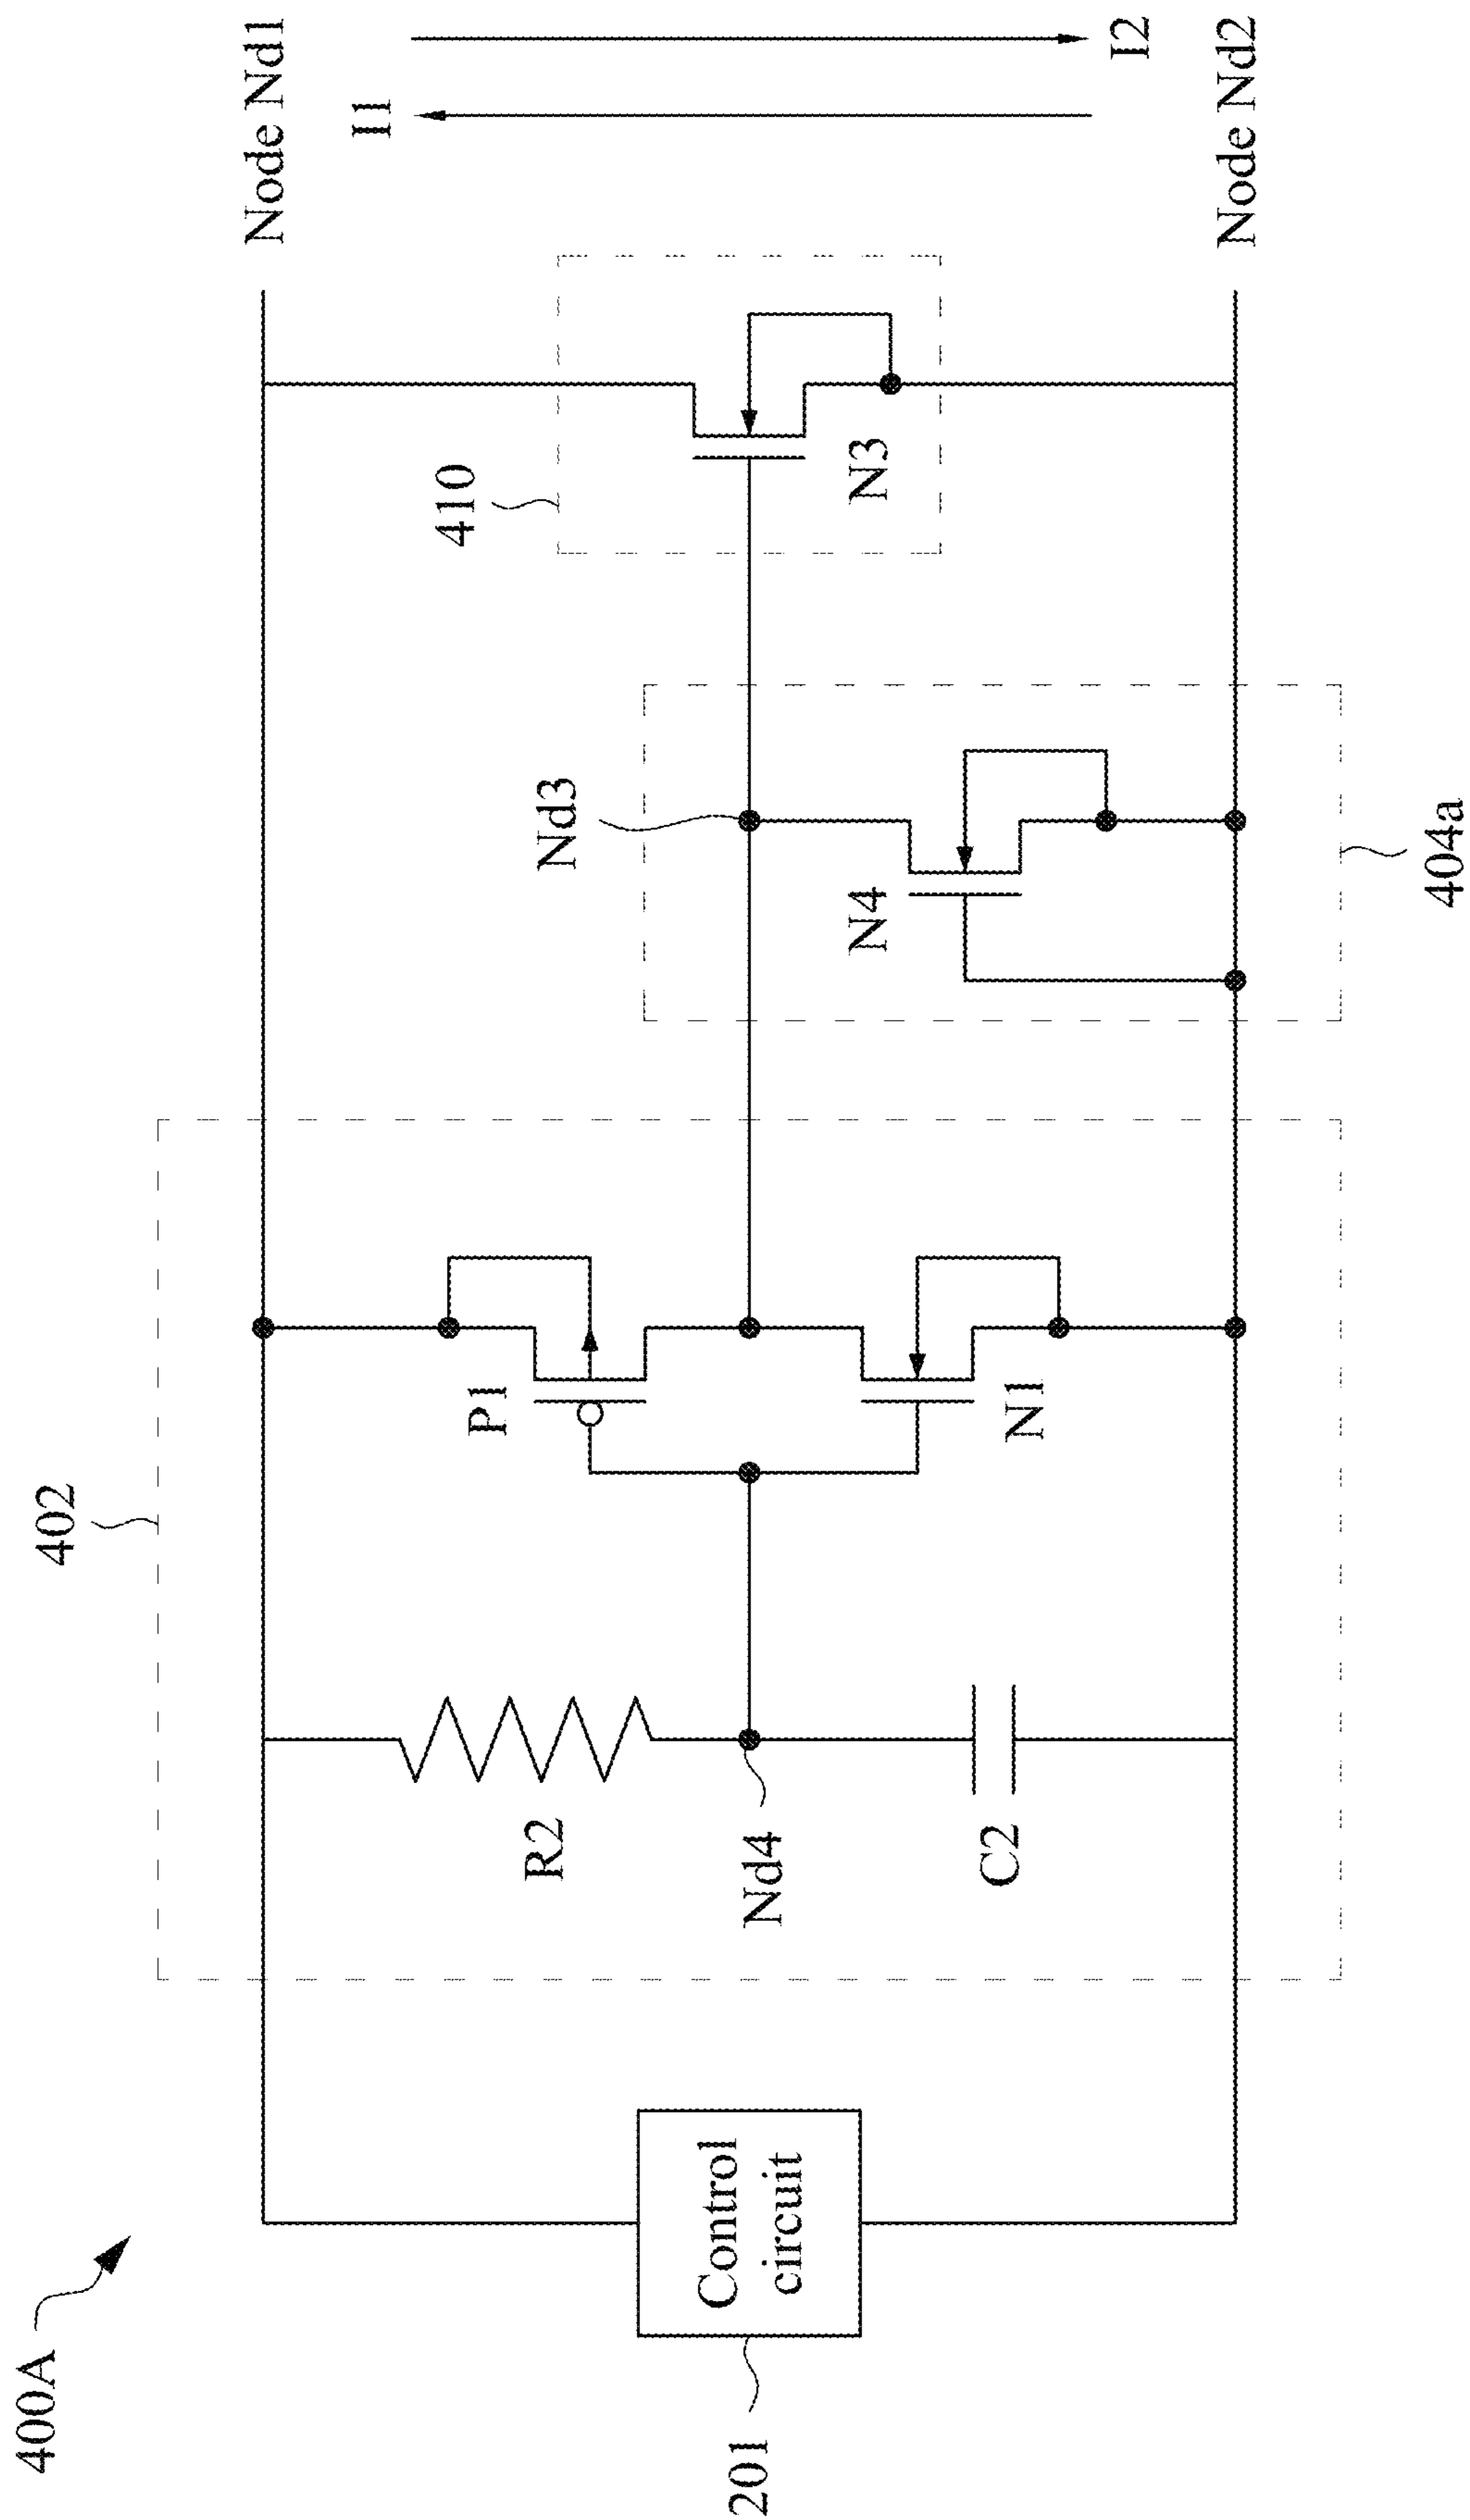 400A
402
410
Node Nd1
I1
I2
P1
R2
Nd3
Control
circuit
201
Nd4
N4
N3
N1
C2
Node Nd2
404a